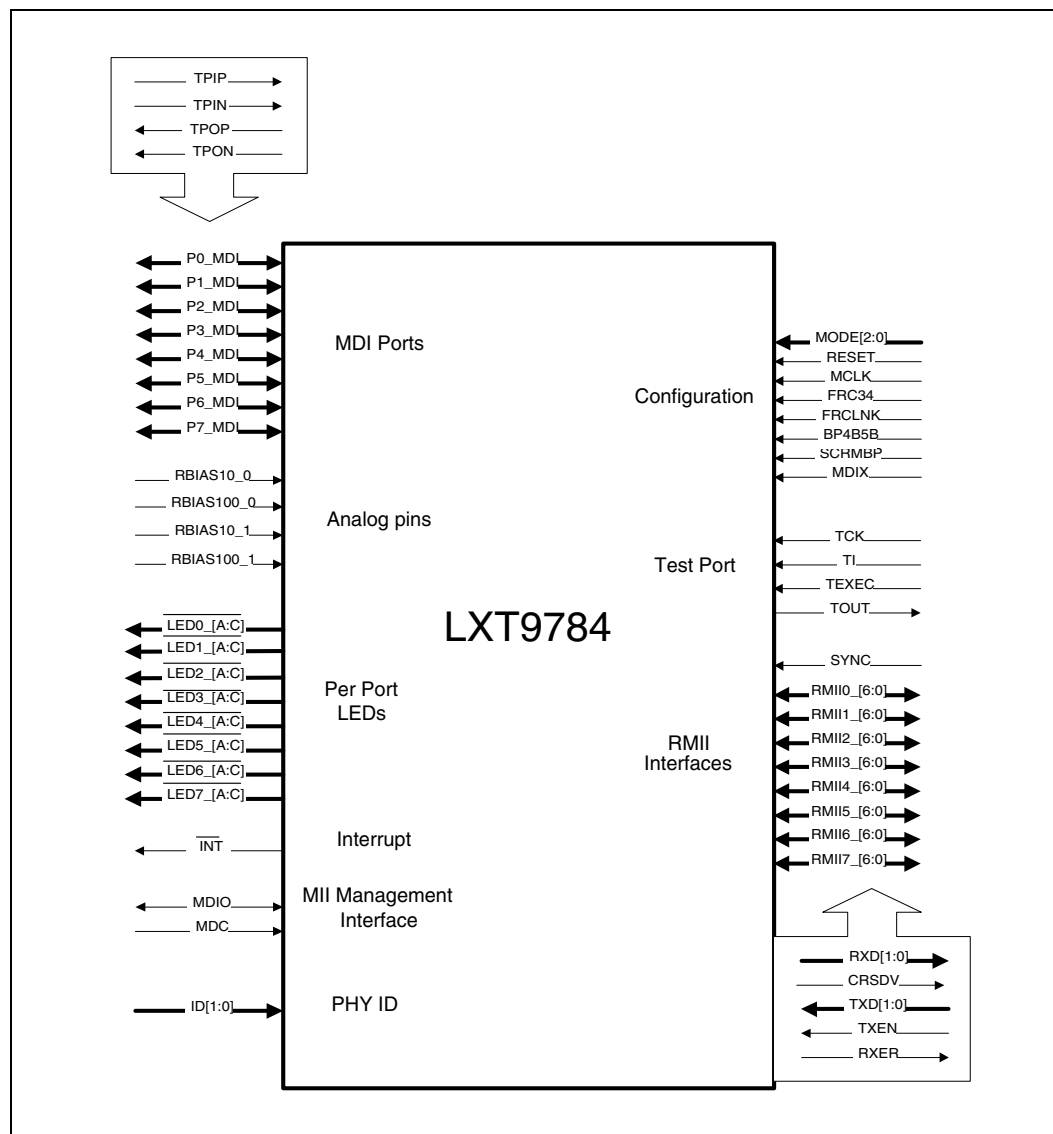 TPIP
TPIN
TPOP
TPON
P0_MDI
P1_MDI
P2_MDI
P3_MDI
P4_MDI
P5_MDI
P6_MDI
P7_MDI
MDI Ports
RBIAS10_0
RBIAS100_0
RBIAS10_1
RBIAS100_1
Analog pins
LXT9784
LED0_[A:C]
LED1_[A:C]
LED2_[A:C]
LED3_[A:C]
LED4_[A:C]
LED5_[A:C]
LED6_[A:C]
LED7_[A:C]
Per Port
LEDs
INT
Interrupt
MDIO
MDC
MII Management
Interface
ID[1:0]
PHY ID
Configuration
MODE[2:0]
RESET
MCLK
FRC34
FRCLNK
BP4B5B
SCRMBP
MDIX
Test Port
TCK
TI
TEXEC
TOUT
SYNC
RMII
Interfaces
RMII0_[6:0]
RMII1_[6:0]
RMII2_[6:0]
RMII3_[6:0]
RMII4_[6:0]
RMII5_[6:0]
RMII6_[6:0]
RMII7_[6:0]
RXD[1:0]
CRSDV
TXD[1:0]
TXEN
RXER